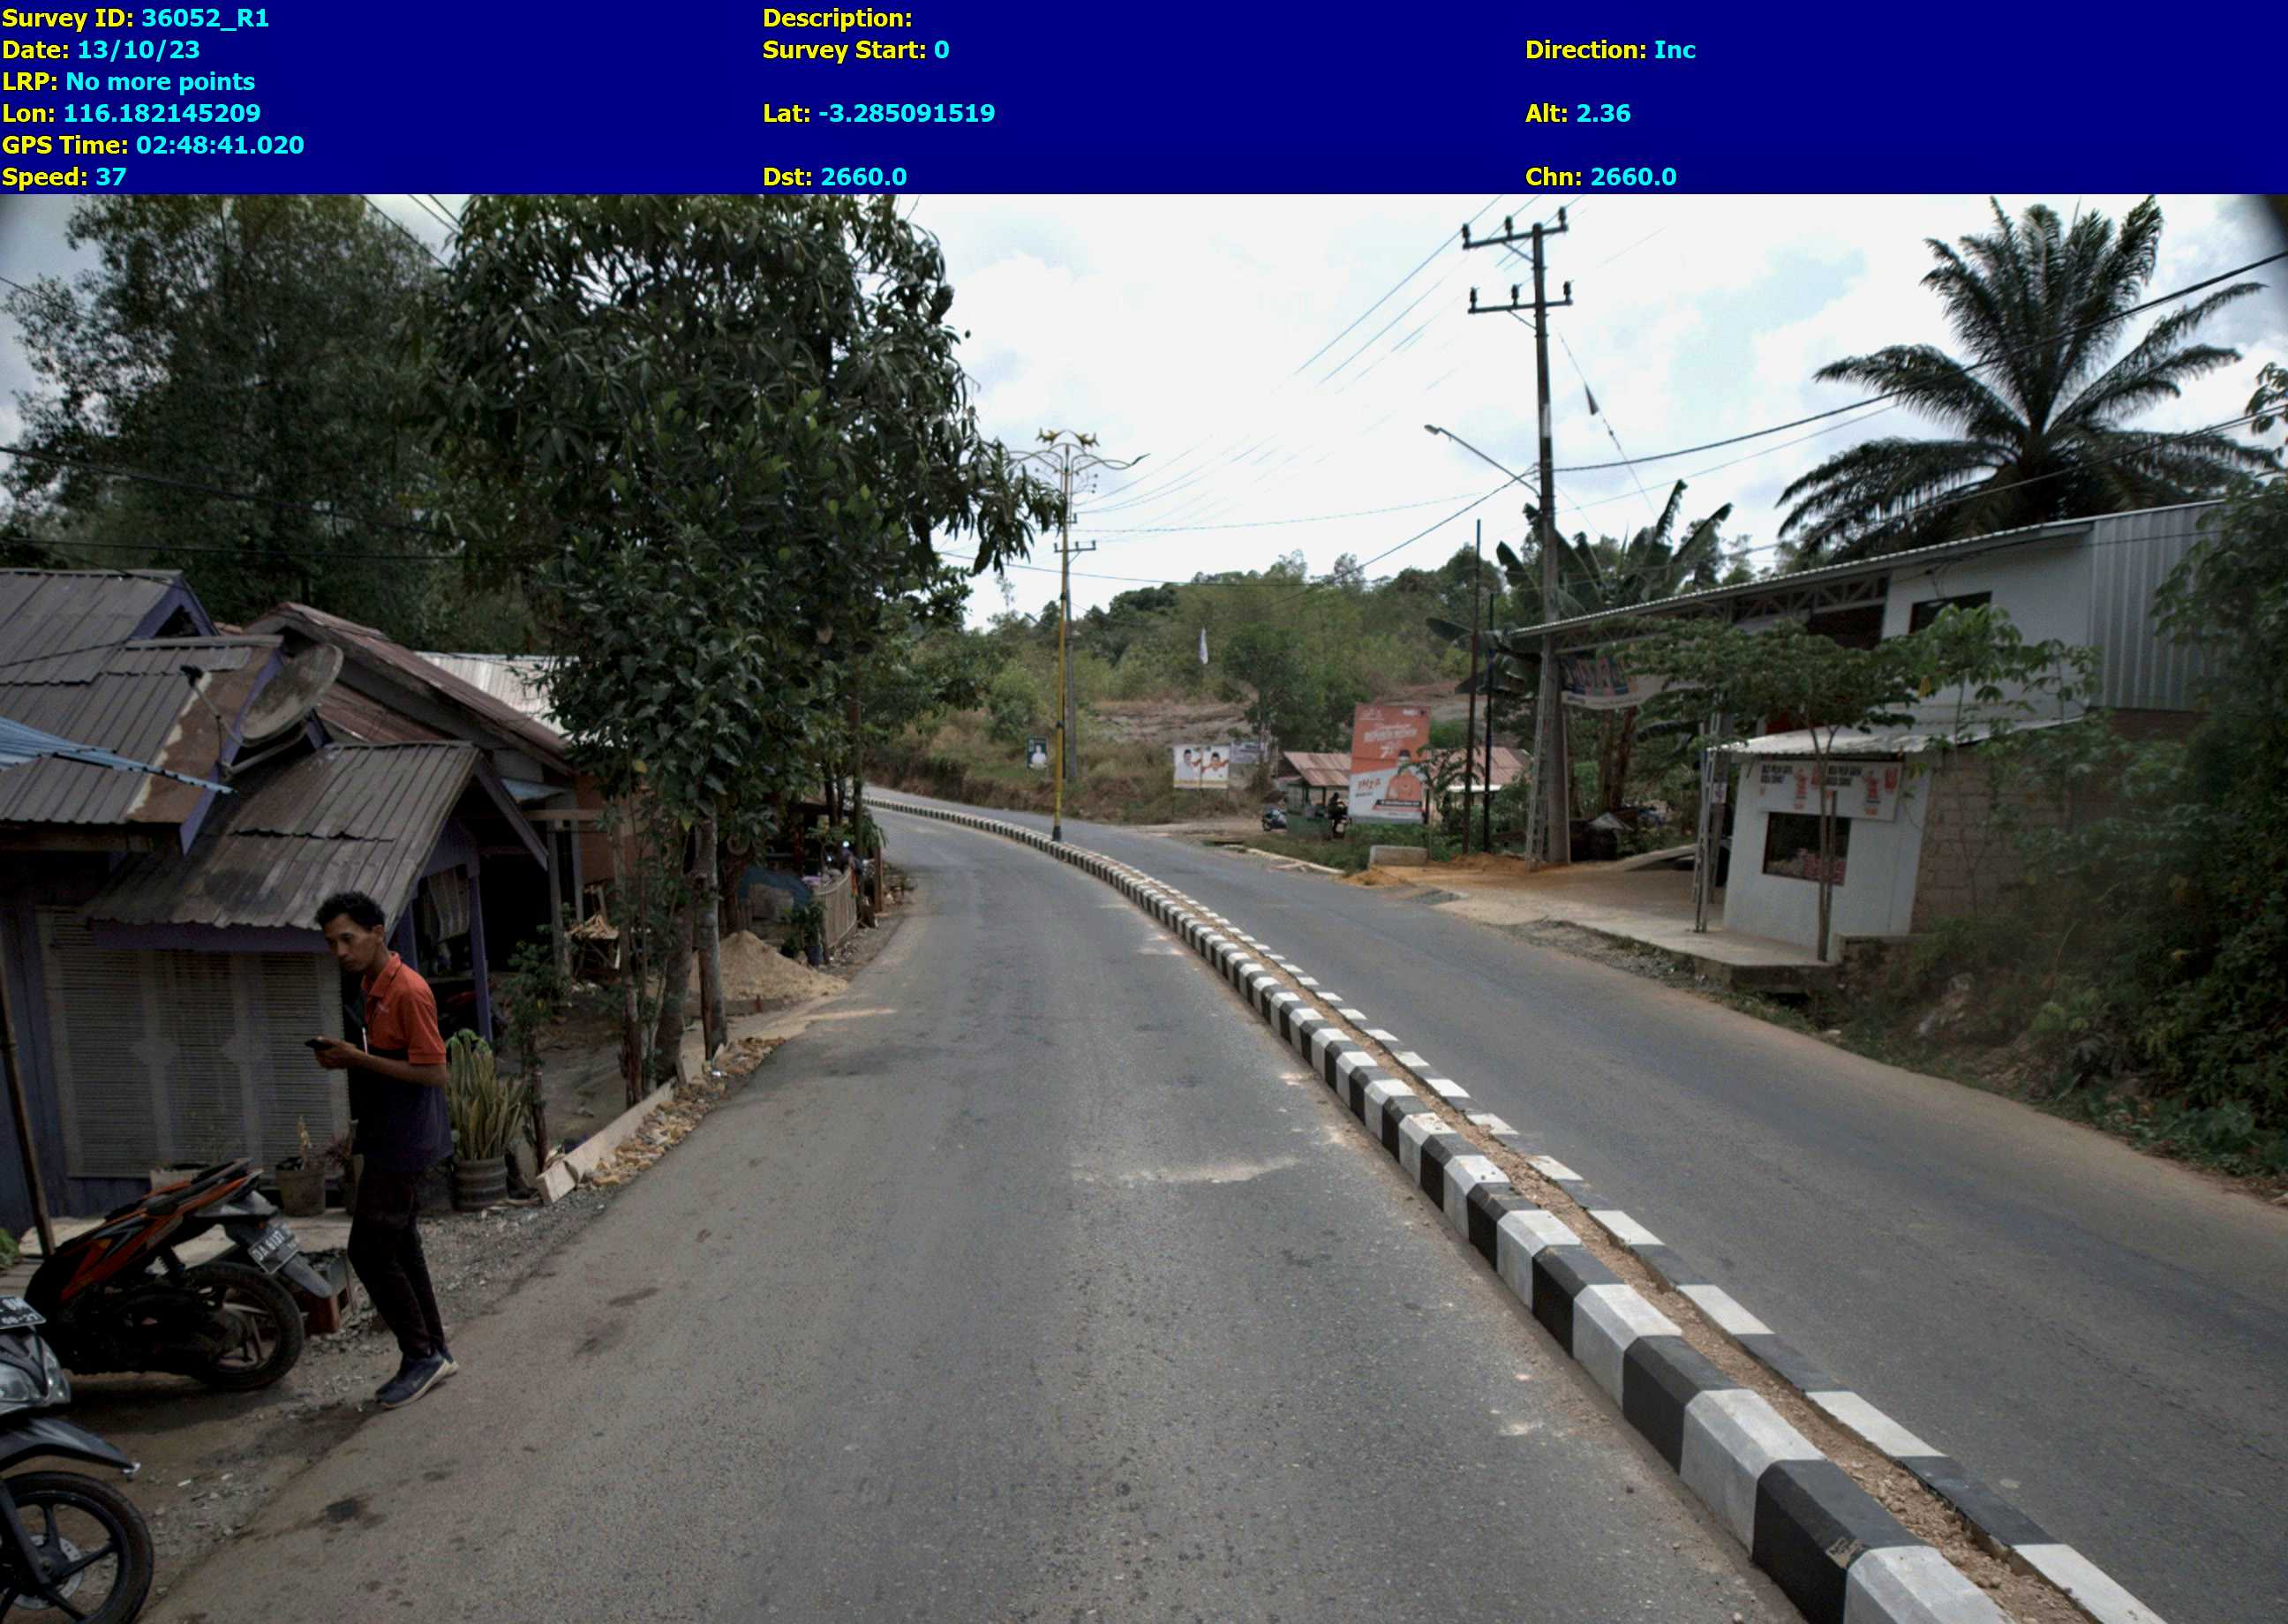 Survey ID: 36052_R1
Description:
Date: 13/10/23
Survey Start: 0
Direction: Inc
LRP: No more points
Lon: 116.182145209
Lat: -3.285091519
Alt: 2.36
GPS Time: 02:48:41.020
Speed: 37
Dst: 2660.0
Chn: 2660.0